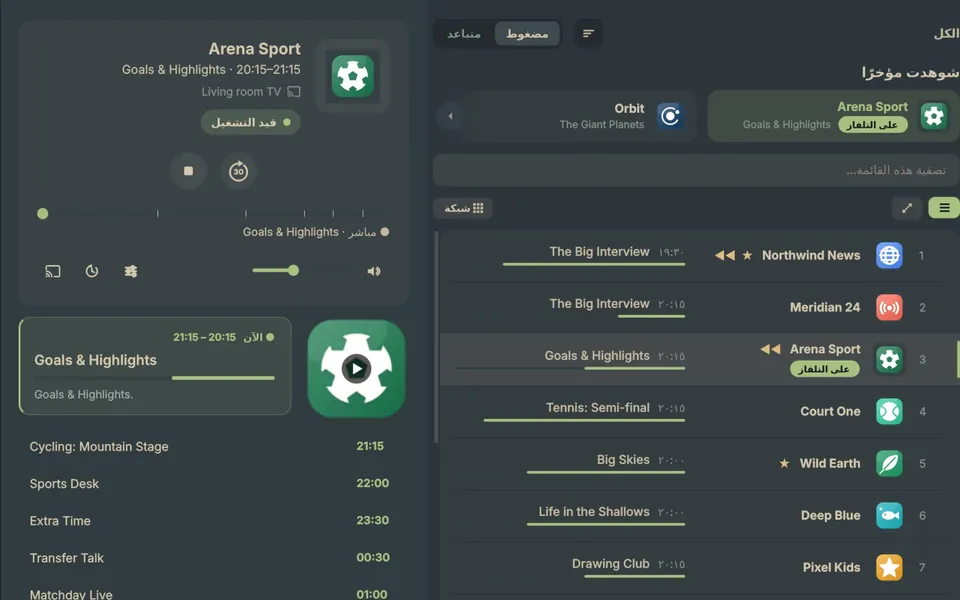 الكل
مضغوط
متباعد
شوهدت مؤخرًا
Arena Sport
Goals & Highlights
على التلفاز
Orbit
The Giant Planets
تصفية هذه القائمة...
شبكة
1
Northwind News
١٩:٣٠ The Big Interview
2
Meridian 24
٢٠:١٥ The Big Interview
3
Arena Sport
على التلفاز
٢٠:١٥ Goals & Highlights
4
Court One
٢٠:١٥ Tennis: Semi-final
5
Wild Earth
٢٠:٠٠ Big Skies
6
Deep Blue
٢٠:٠٠ Life in the Shallows
7
Pixel Kids
٢٠:١٥ Drawing Club
Arena Sport
Goals & Highlights · 20:15–21:15
Living room TV
قيد التشغيل
30
مباشر · Goals & Highlights
الآن 20:15 – 21:15
Goals & Highlights
Goals & Highlights.
Cycling: Mountain Stage 21:15
Sports Desk 22:00
Extra Time 23:30
Transfer Talk 00:30
Matchday Live 01:00